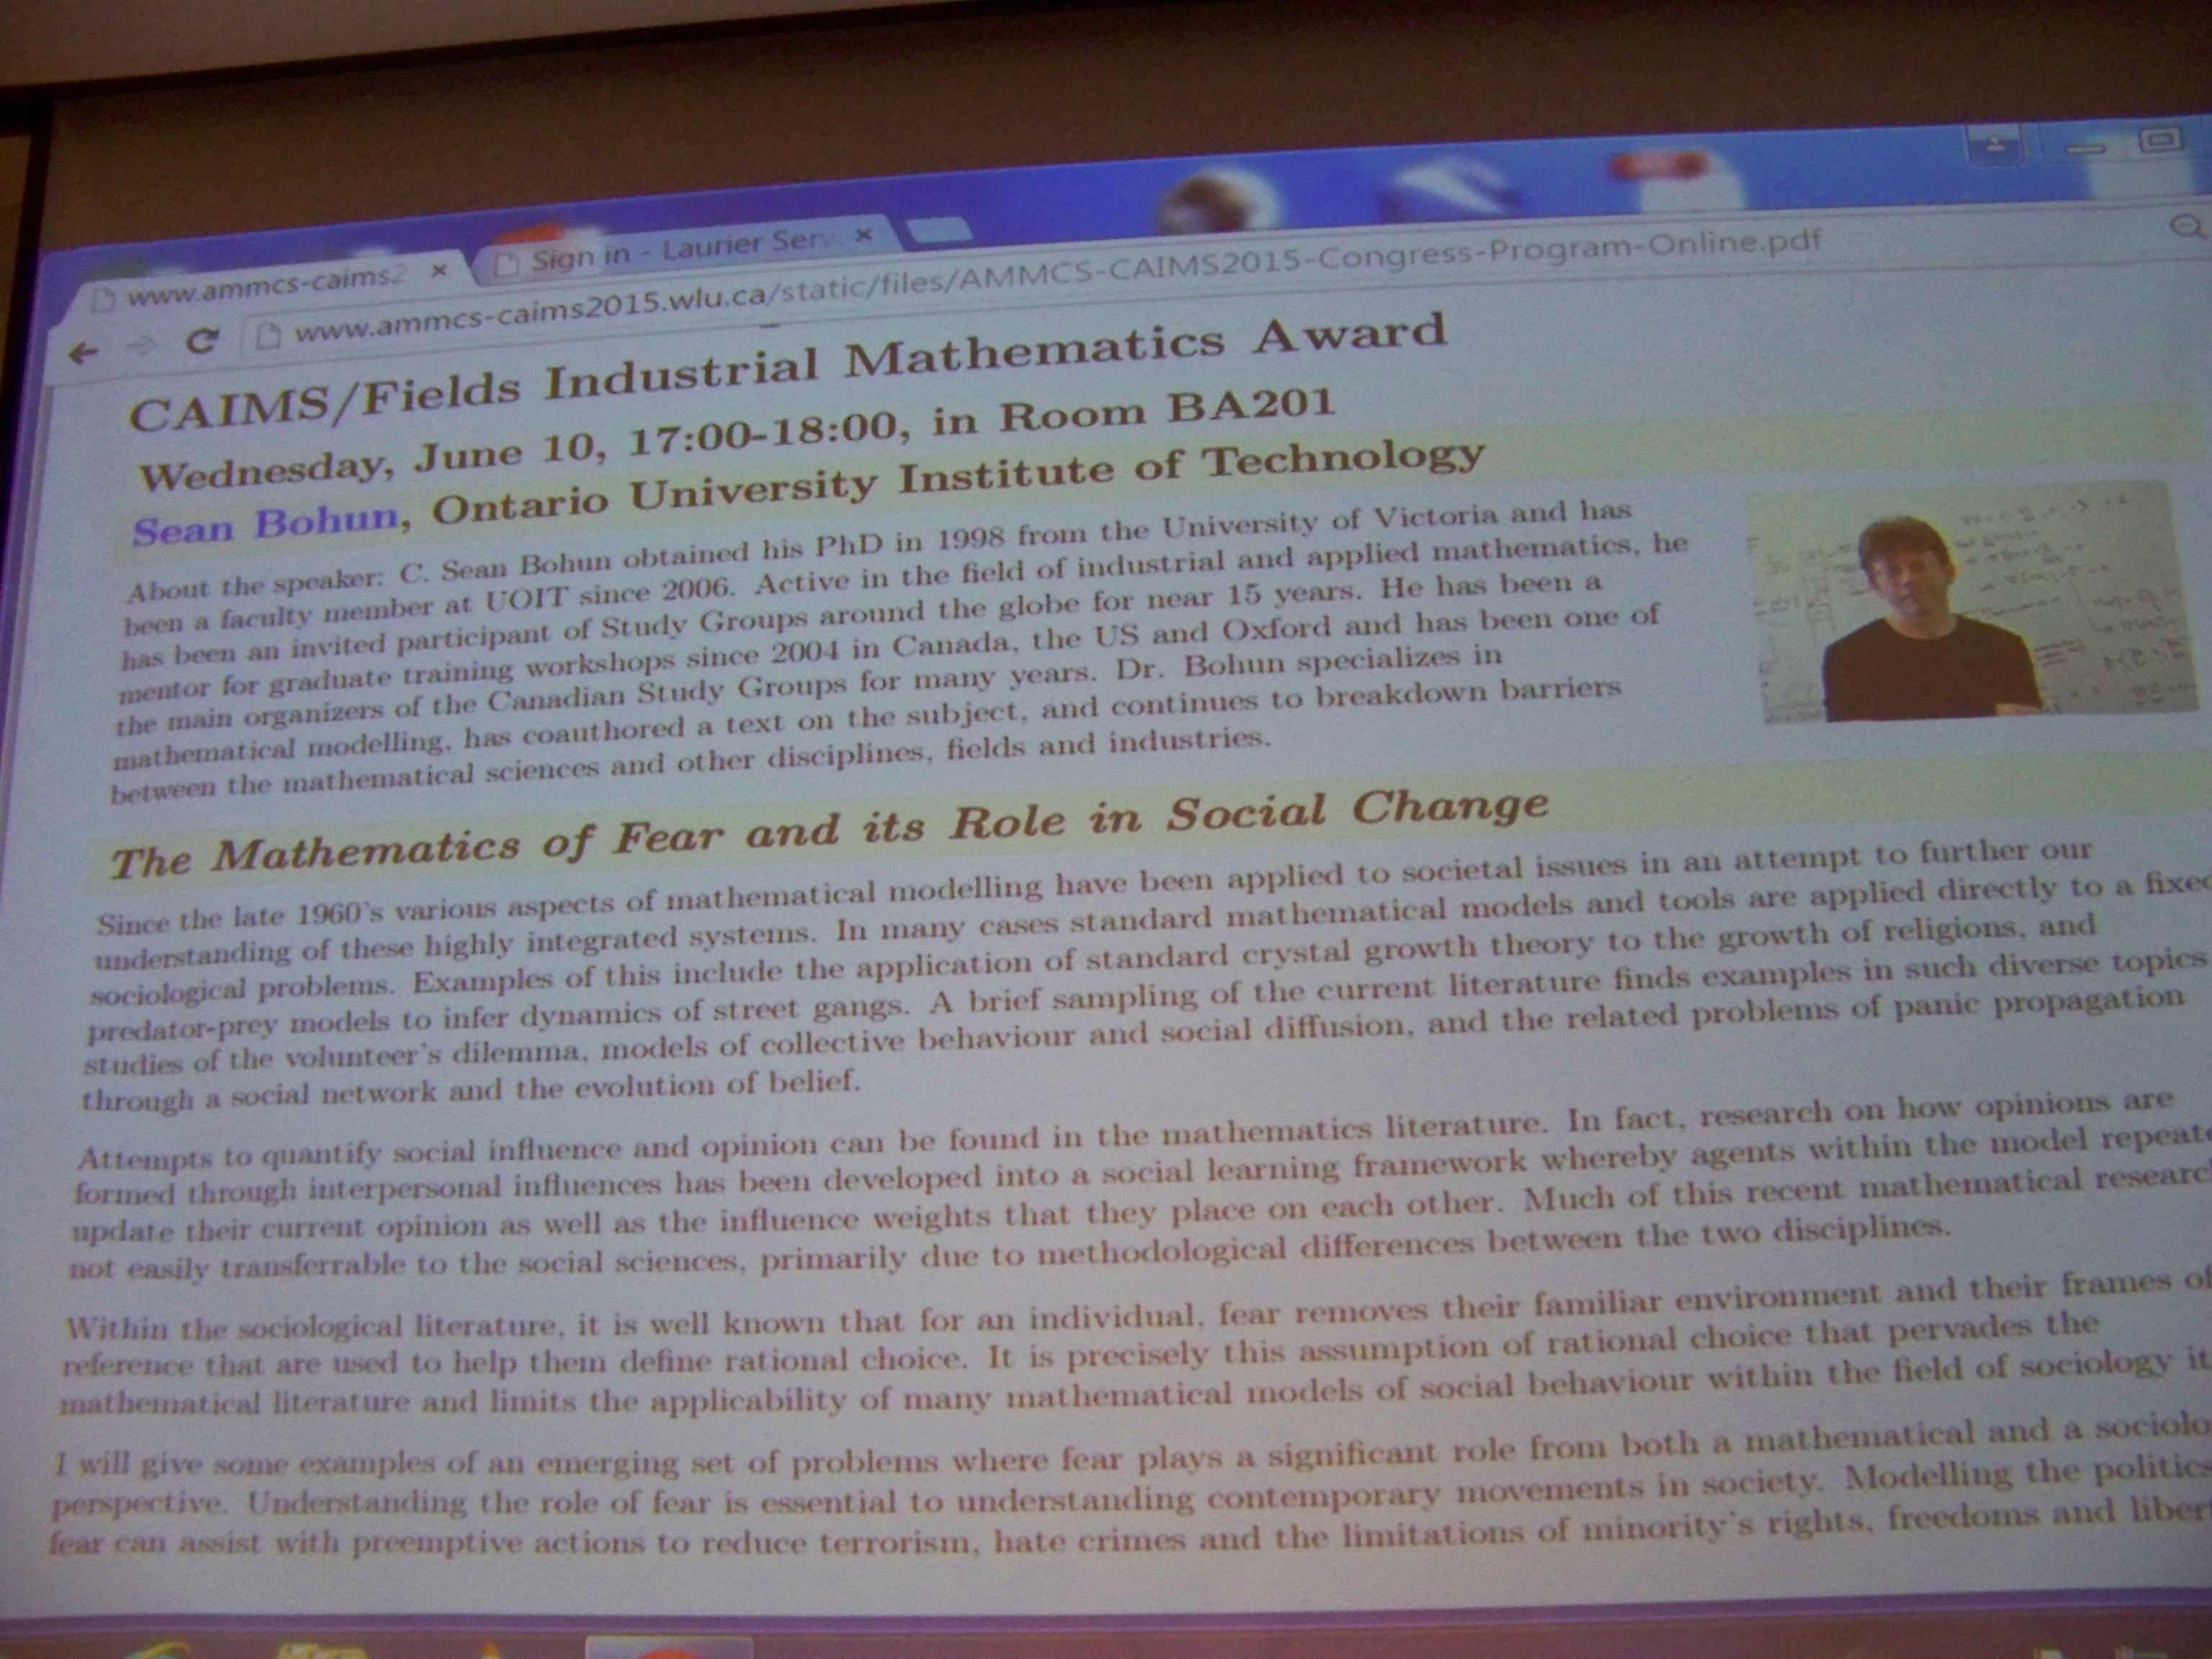 www.ammcs-caims2
Sign in - Laurier Serv
www.ammcs-caims2015.wlu.ca/static/files/AMMCS-CAIMS2015-Congress-Program-Online.pdf
CAIMS/Fields Industrial Mathematics Award
Wednesday, June 10, 17:00-18:00, in Room BA201
Sean Bohun, Ontario University Institute of Technology
About the speaker: C. Sean Bohun obtained his PhD in 1998 from the University of Victoria and has
been a faculty member at UOIT since 2006. Active in the field of industrial and applied mathematics, he
has been an invited participant of Study Groups around the globe for near 15 years. He has been a
mentor for graduate training workshops since 2004 in Canada, the US and Oxford and has been one of
the main organizers of the Canadian Study Groups for many years. Dr. Bohun specializes in
mathematical modelling, has coauthored a text on the subject, and continues to breakdown barriers
between the mathematical sciences and other disciplines, fields and industries.
The Mathematics of Fear and its Role in Social Change
Since the late 1960's various aspects of mathematical modelling have been applied to societal issues in an attempt to further our
understanding of these highly integrated systems. In many cases standard mathematical models and tools are applied directly to a fixed
sociological problems. Examples of this include the application of standard crystal growth theory to the growth of religions, and
predator-prey models to infer dynamics of street gangs. A brief sampling of the current literature finds examples in such diverse topics
studies of the volunteer's dilemma, models of collective behaviour and social diffusion, and the related problems of panic propagation
through a social network and the evolution of belief.
Attempts to quantify social influence and opinion can be found in the mathematics literature. In fact, research on how opinions are
formed through interpersonal influences has been developed into a social learning framework whereby agents within the model repeate
update their current opinion as well as the influence weights that they place on each other. Much of this recent mathematical researc
not easily transferrable to the social sciences, primarily due to methodological differences between the two disciplines.
Within the sociological literature, it is well known that for an individual, fear removes their familiar environment and their frames of
reference that are used to help them define rational choice. It is precisely this assumption of rational choice that pervades the
mathematical literature and limits the applicability of many mathematical models of social behaviour within the field of sociology it
I will give some examples of an emerging set of problems where fear plays a significant role from both a mathematical and a sociolo
perspective. Understanding the role of fear is essential to understanding contemporary movements in society. Modelling the politics
fear can assist with preemptive actions to reduce terrorism, hate crimes and the limitations of minority's rights, freedoms and liber